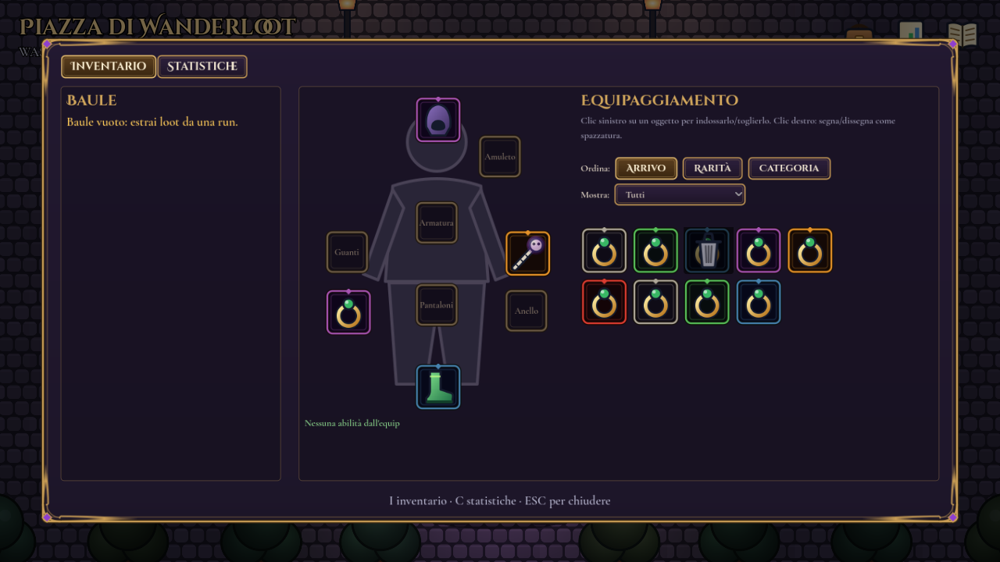 Piazza di Wanderloot
WA
Inventario
Statistiche
Baule
Baule vuoto: estrai loot da una run.
Amuleto
Armatura
Guanti
Pantaloni
Anello
Nessuna abilità dall'equip
Equipaggiamento
Clic sinistro su un oggetto per indossarlo/toglierlo. Clic destro: segna/dissegna come
spazzatura.
Ordina: Arrivo Rarità Categoria
Mostra: Tutti
I inventario · C statistiche · ESC per chiudere